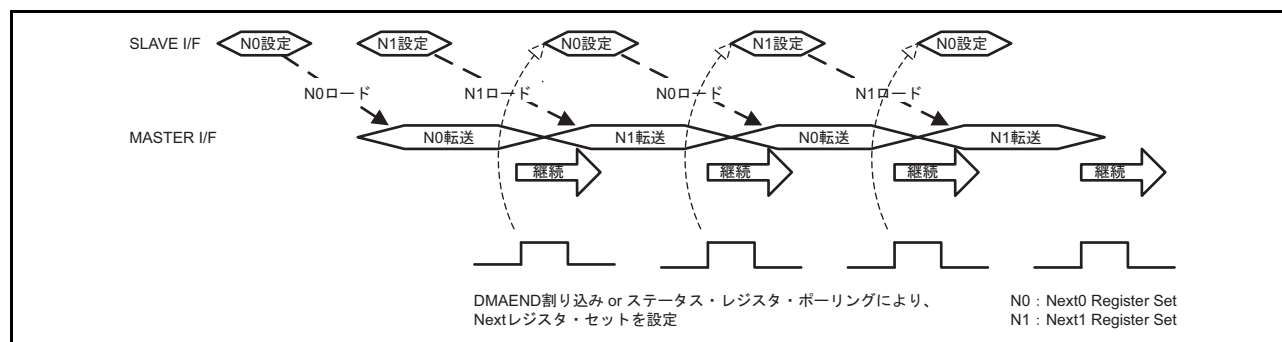 SLAVE I/F
N0設定
N1設定
N0設定
N1設定
N0設定
N0ロード
N1ロード
N0ロード
N1ロード
MASTER I/F
N0転送
N1転送
N0転送
N1転送
継続
継続
継続
継続
DMAEND割り込み or ステータス・レジスタ・ポーリングにより、
Nextレジスタ・セットを設定
N0：Next0 Register Set
N1：Next1 Register Set